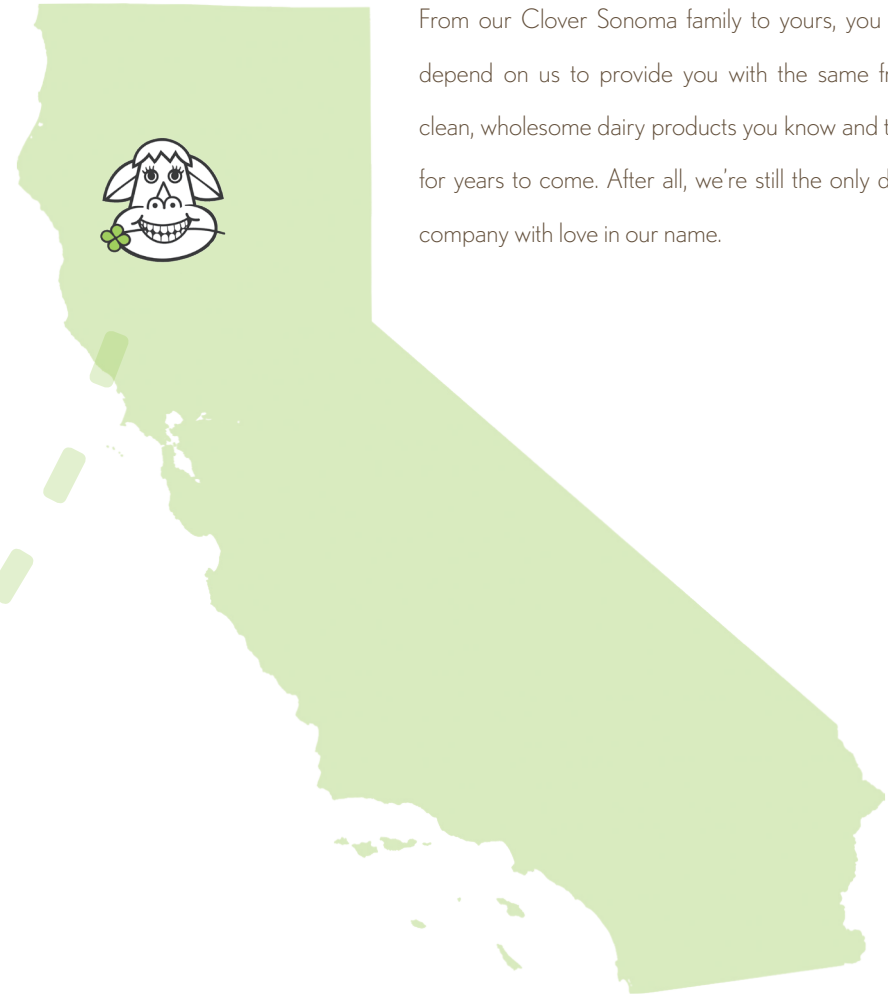 From our Clover Sonoma family to yours, you
depend on us to provide you with the same
clean, wholesome dairy products you know and
for years to come. After all, we're still the only
company with love in our name.